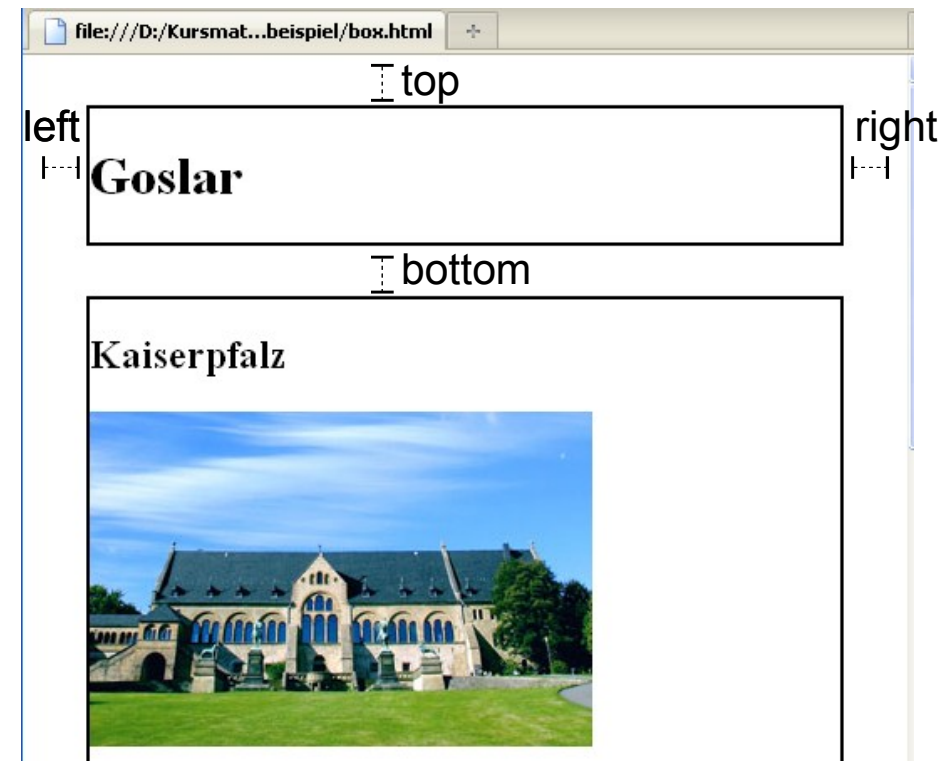 file:///D:/Kursmat...beispiel/box.html
top
left
right
Goslar
bottom
Kaiserpfalz